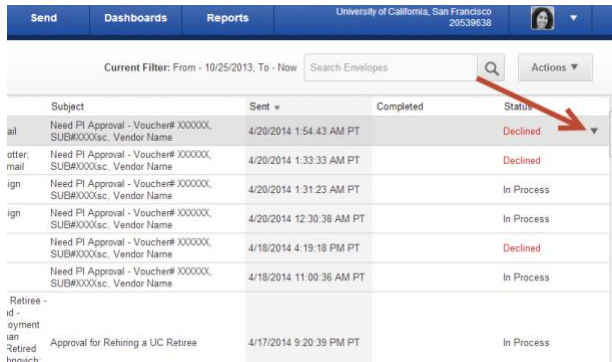 Send Dashboards Reports University of California, San Francisco
20539638
Current Filter: From - 10/25/2013, To - Now Search Envelopes Actions
Subject Sent Completed Status
ail Need PI Approval - Voucher# XXXXXX, 4/20/2014 1:54:43 AM PT Declined
SUB#XXXXsc, Vendor Name
otter; Need PI Approval - Voucher# XXXXXX, 4/20/2014 1:33:33 AM PT Declined
mail SUB#XXXXsc, Vendor Name
ign Need PI Approval - Voucher# XXXXXX, 4/20/2014 1:31:23 AM PT In Process
SUB#XXXXsc, Vendor Name
ign Need PI Approval - Voucher# XXXXXX, 4/20/2014 12:30:38 AM PT In Process
SUB#XXXXsc, Vendor Name
Need PI Approval - Voucher# XXXXXX, 4/18/2014 4:19:18 PM PT Declined
SUB#XXXXsc, Vendor Name
Need PI Approval - Voucher# XXXXXX, 4/18/2014 11:00:36 AM PT In Process
SUB#XXXXsc, Vendor Name
Retiree -
nd -
oyment
Retired Approval for Rehiring a UC Retiree 4/17/2014 9:20:39 PM PT In Process